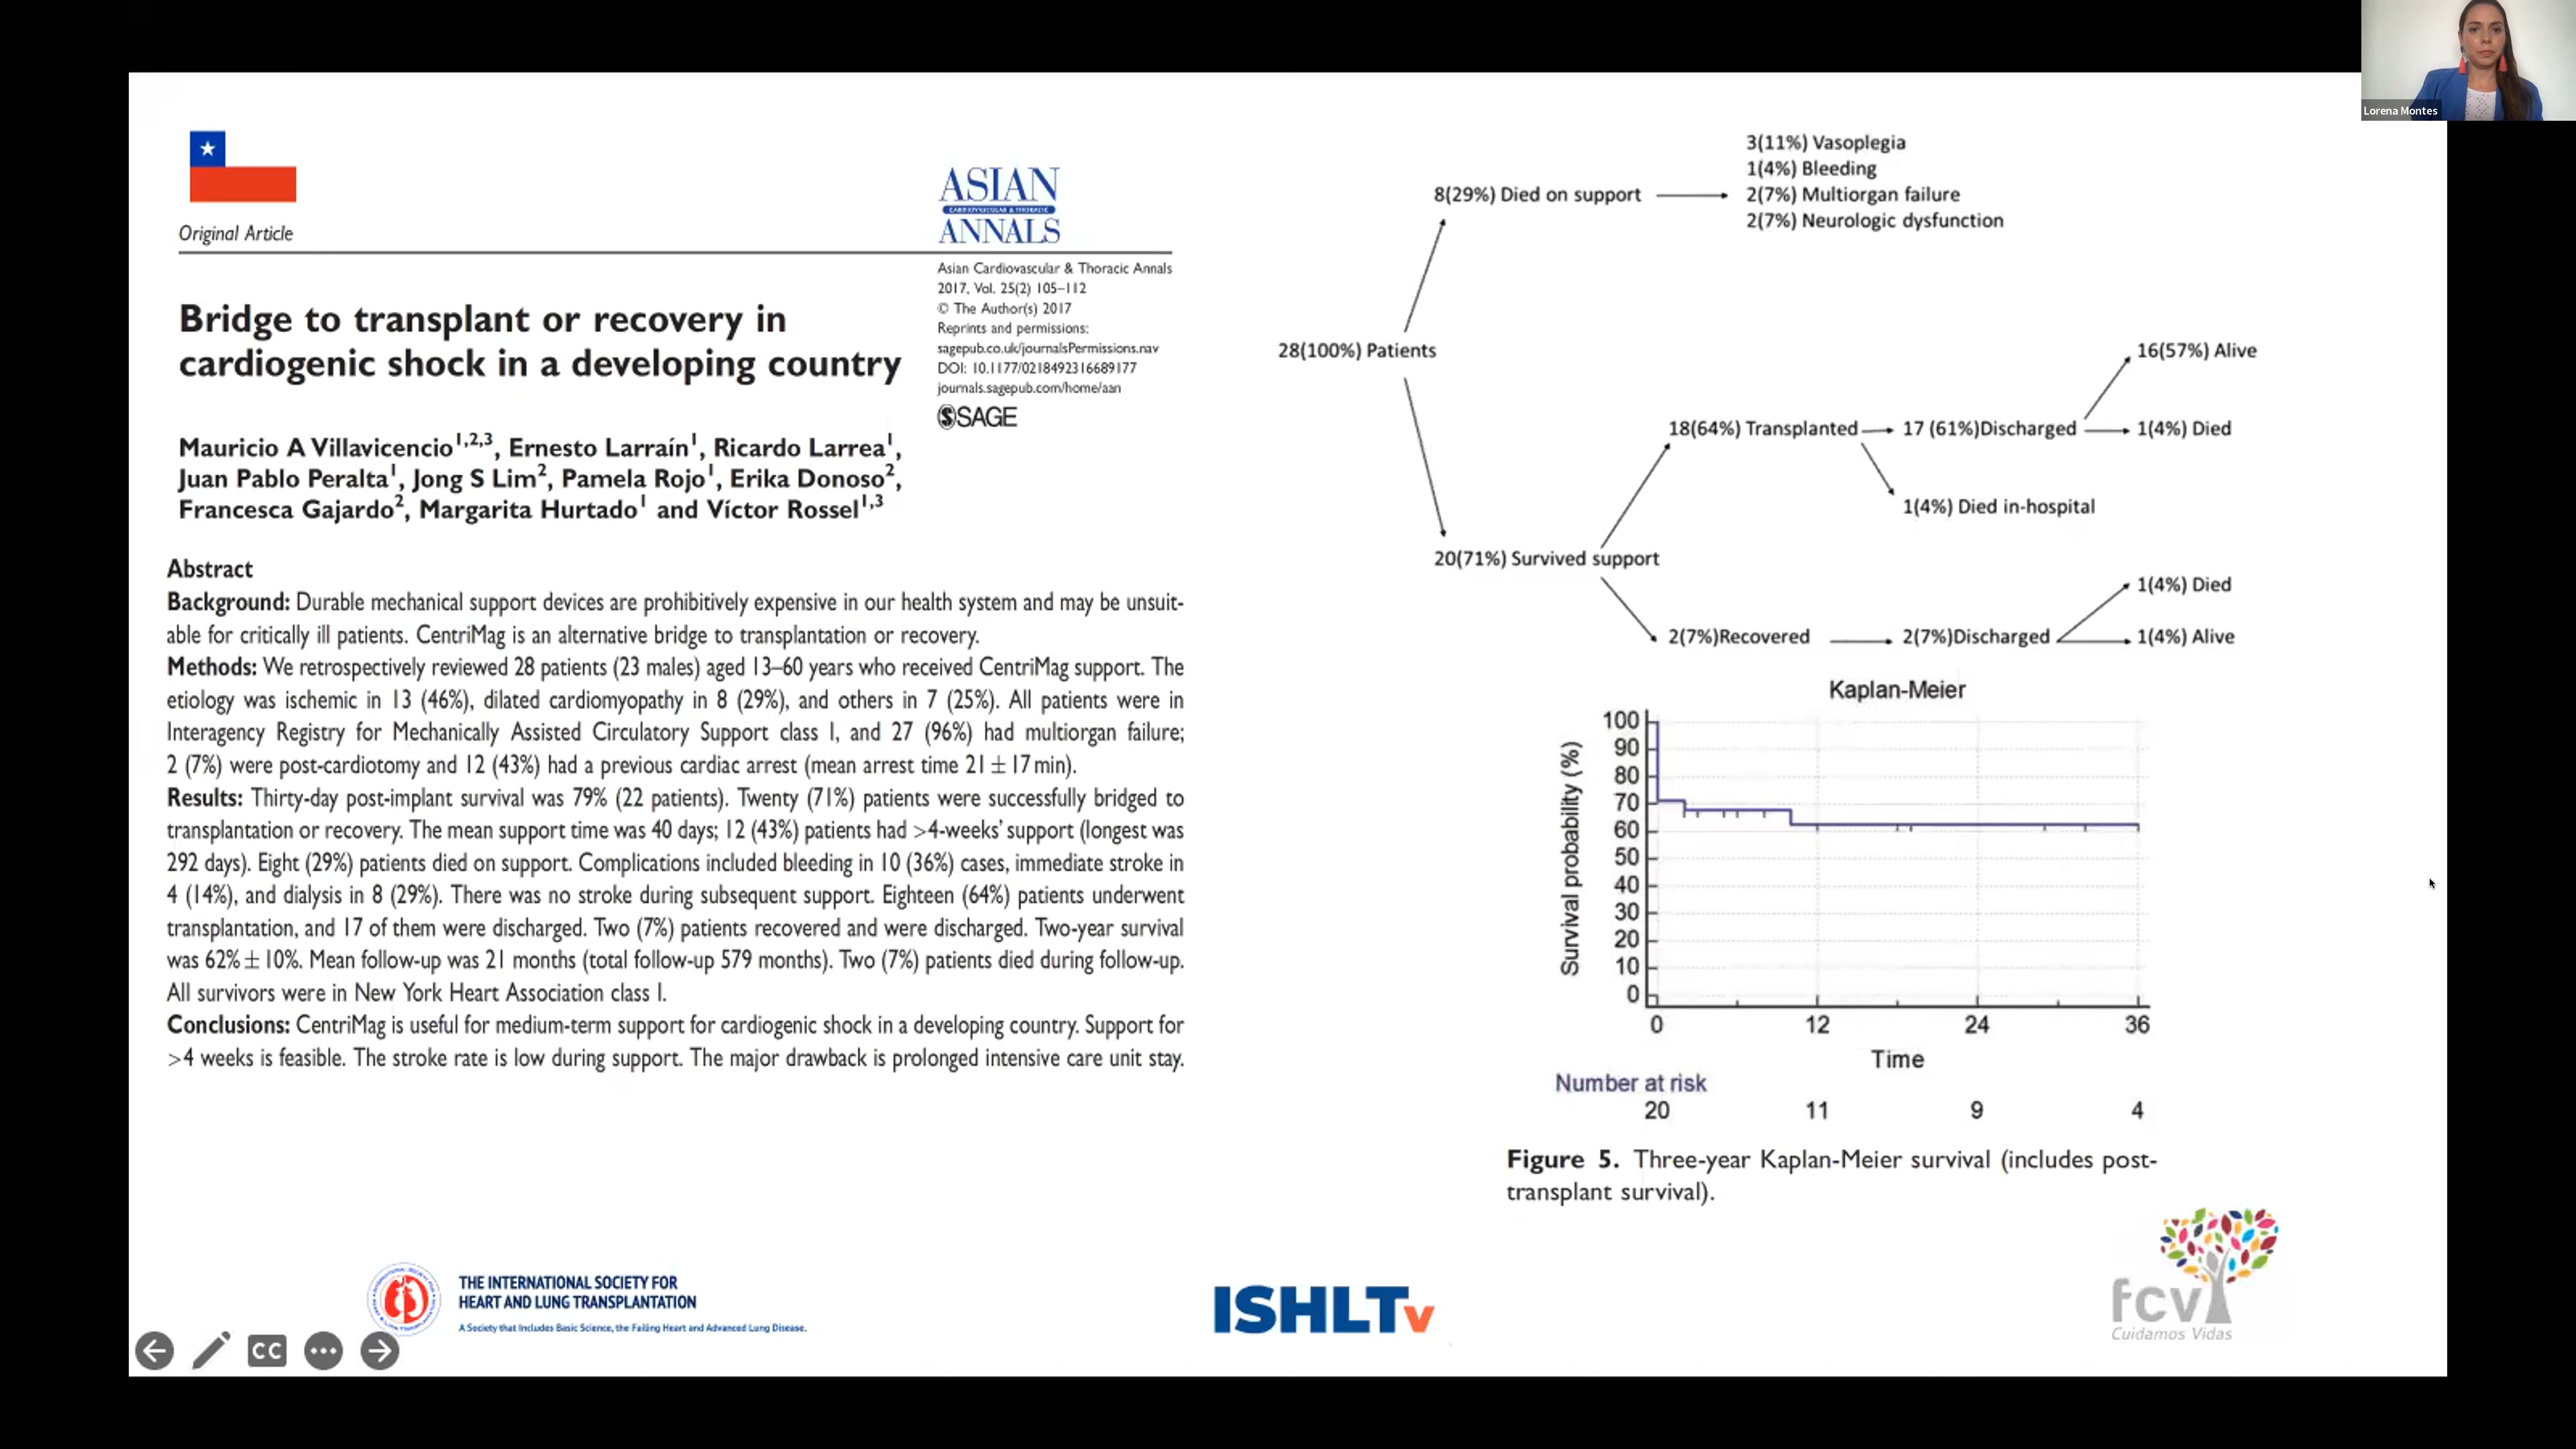 Lorena Montes
Original Article
ASIAN
CARDIOVASCULAR & THORACIC
ANNALS
Asian Cardiovascular & Thoracic Annals
2017, Vol. 25(2) 105–112
© The Author(s) 2017
Reprints and permissions:
sagepub.co.uk/journalsPermissions.nav
DOI: 10.1177/0218492316689177
journals.sagepub.com/home/aan
SAGE
Bridge to transplant or recovery in
cardiogenic shock in a developing country
Mauricio A Villavicencio1,2,3, Ernesto Larraín1, Ricardo Larrea1,
Juan Pablo Peralta1, Jong S Lim2, Pamela Rojo1, Erika Donoso2,
Francesca Gajardo2, Margarita Hurtado1 and Víctor Rossel1,3
Abstract
Background: Durable mechanical support devices are prohibitively expensive in our health system and may be unsuit-
able for critically ill patients. CentriMag is an alternative bridge to transplantation or recovery.
Methods: We retrospectively reviewed 28 patients (23 males) aged 13–60 years who received CentriMag support. The
etiology was ischemic in 13 (46%), dilated cardiomyopathy in 8 (29%), and others in 7 (25%). All patients were in
Interagency Registry for Mechanically Assisted Circulatory Support class I, and 27 (96%) had multiorgan failure;
2 (7%) were post-cardiotomy and 12 (43%) had a previous cardiac arrest (mean arrest time 21 ± 17 min).
Results: Thirty-day post-implant survival was 79% (22 patients). Twenty (71%) patients were successfully bridged to
transplantation or recovery. The mean support time was 40 days; 12 (43%) patients had >4-weeks' support (longest was
292 days). Eight (29%) patients died on support. Complications included bleeding in 10 (36%) cases, immediate stroke in
4 (14%), and dialysis in 8 (29%). There was no stroke during subsequent support. Eighteen (64%) patients underwent
transplantation, and 17 of them were discharged. Two (7%) patients recovered and were discharged. Two-year survival
was 62% ± 10%. Mean follow-up was 21 months (total follow-up 579 months). Two (7%) patients died during follow-up.
All survivors were in New York Heart Association class I.
Conclusions: CentriMag is useful for medium-term support for cardiogenic shock in a developing country. Support for
>4 weeks is feasible. The stroke rate is low during support. The major drawback is prolonged intensive care unit stay.
3(11%) Vasoplegia
1(4%) Bleeding
8(29%) Died on support
2(7%) Multiorgan failure
2(7%) Neurologic dysfunction
28(100%) Patients
16(57%) Alive
18(64%) Transplanted
17 (61%)Discharged
1(4%) Died
1(4%) Died in-hospital
20(71%) Survived support
1(4%) Died
2(7%)Recovered
2(7%)Discharged
1(4%) Alive
Kaplan-Meier
Survival probability (%)
100
90
80
70
60
50
40
30
20
10
0
0 12 24 36
Time
Number at risk
20 11 9 4
Figure 5. Three-year Kaplan-Meier survival (includes post-
transplant survival).
THE INTERNATIONAL SOCIETY FOR
HEART AND LUNG TRANSPLANTATION
A Society that Includes Basic Science, the Failing Heart and Advanced Lung Disease.
ISHLTv
fcv
Cuidamos Vidas
CC